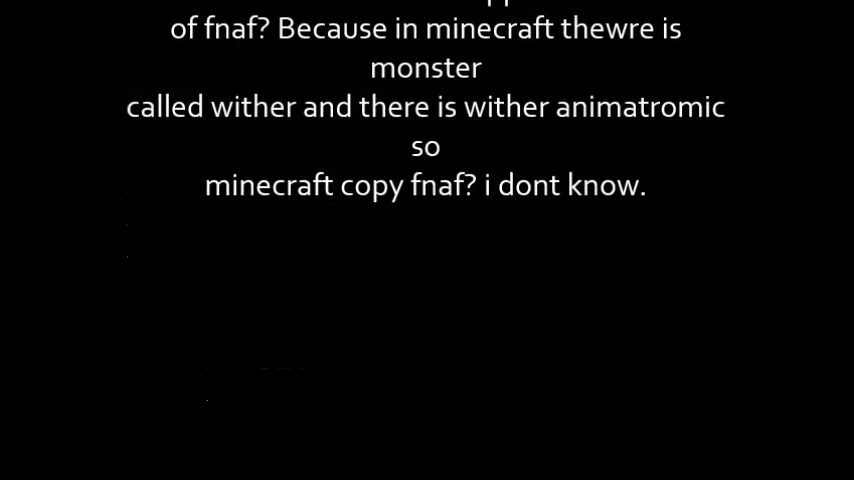 of fnaf? Because in minecraft thewre is
monster
called wither and there is wither animatromic
so
minecraft copy fnaf? i dont know.